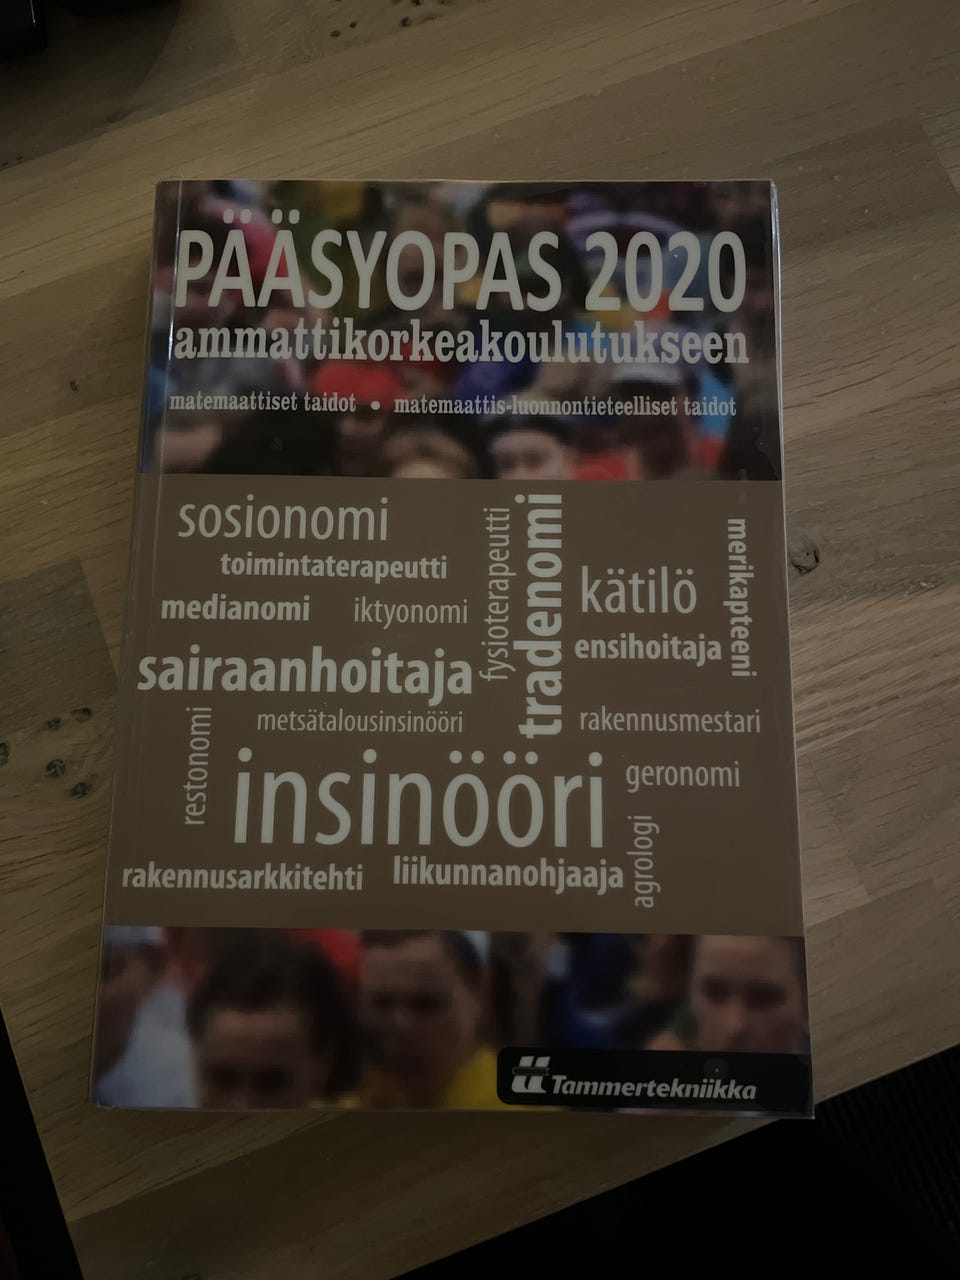 PÄÄSYOPAS 2020
ammattikorkeakoulutukseen
matemaattiset taidot • matemaattis-luonnontieteelliset taidot
sosionomi
toimintaterapeutti
medianomi
iktyonomi
fysioterapeutti
tradenomi
kätilö
ensihoitaja
merikapteeni
sairaanhoitaja
metsätalousinsinööri
rakennusmestari
restonomi
insinööri
geronomi
agrologi
rakennusarkkitehti
liikunnanohjaaja
Tammertekniikka